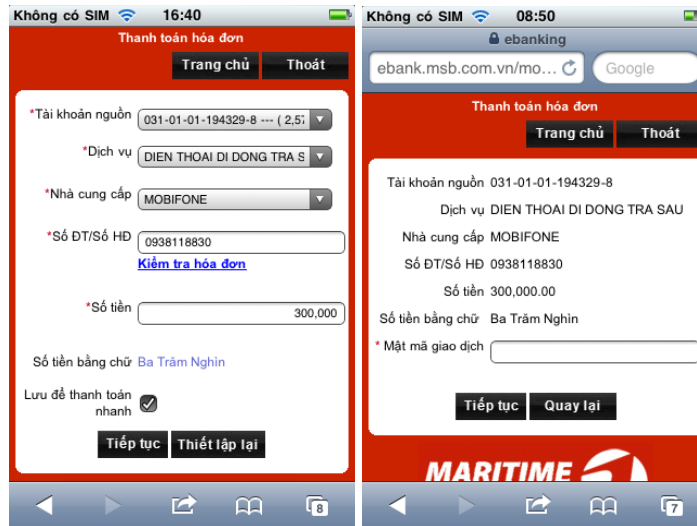 Không có SIM 16:40
Thanh toán hóa đơn
Trang chủ Thoát
*Tài khoản nguồn 031-01-01-194329-8 --- ( 2,57
*Dịch vụ DIEN THOAI DI DONG TRA S
*Nhà cung cấp MOBIFONE
*Số ĐT/Số HĐ 0938118830
Kiểm tra hóa đơn
*Số tiền 300,000
Số tiền bằng chữ Ba Trăm Nghìn
Lưu để thanh toán
nhanh
Tiếp tục Thiết lập lại
8
Không có SIM 08:50
ebanking
ebank.msb.com.vn/mo... Google
Thanh toán hóa đơn
Trang chủ Thoát
Tài khoản nguồn 031-01-01-194329-8
Dịch vụ DIEN THOAI DI DONG TRA SAU
Nhà cung cấp MOBIFONE
Số ĐT/Số HĐ 0938118830
Số tiền 300,000.00
Số tiền bằng chữ Ba Trăm Nghìn
* Mật mã giao dịch
Tiếp tục Quay lại
MARITIME
7